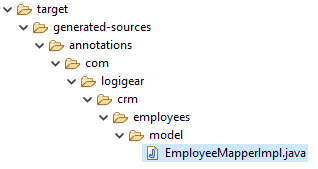 target
generated-sources
annotations
com
logigear
crm
employees
model
EmployeeMapperImpl.java